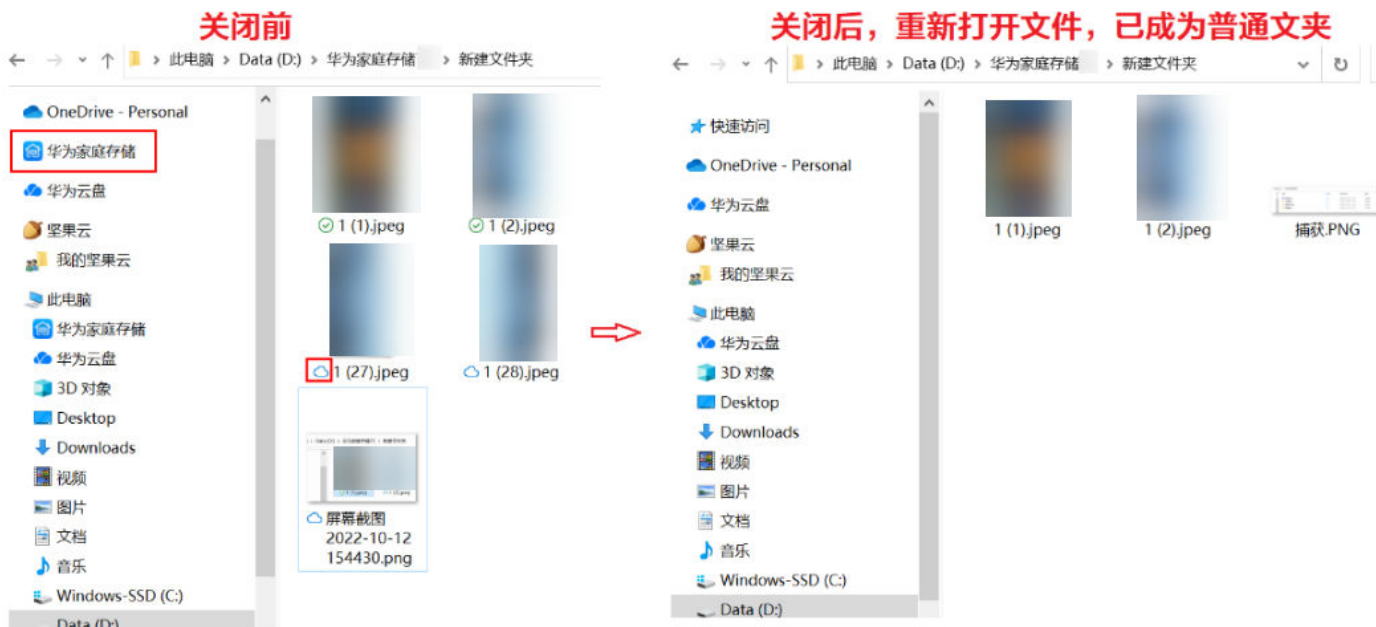 关闭前
此电脑 > Data (D:) > 华为家庭存储 > 新建文件夹
OneDrive - Personal
华为家庭存储
华为云盘
坚果云
我的坚果云
此电脑
华为家庭存储
华为云盘
3D 对象
Desktop
Downloads
视频
图片
文档
音乐
Windows-SSD (C:)
Data (D:)
1 (1).jpeg
1 (2).jpeg
1 (27).jpeg
1 (28).jpeg
屏幕截图
2022-10-12
154430.png
关闭后，重新打开文件，已成为普通文夹
此电脑 > Data (D:) > 华为家庭存储 > 新建文件夹
快速访问
OneDrive - Personal
华为云盘
坚果云
我的坚果云
此电脑
华为云盘
3D 对象
Desktop
Downloads
视频
图片
文档
音乐
Windows-SSD (C:)
Data (D:)
1 (1).jpeg
1 (2).jpeg
捕获.PNG